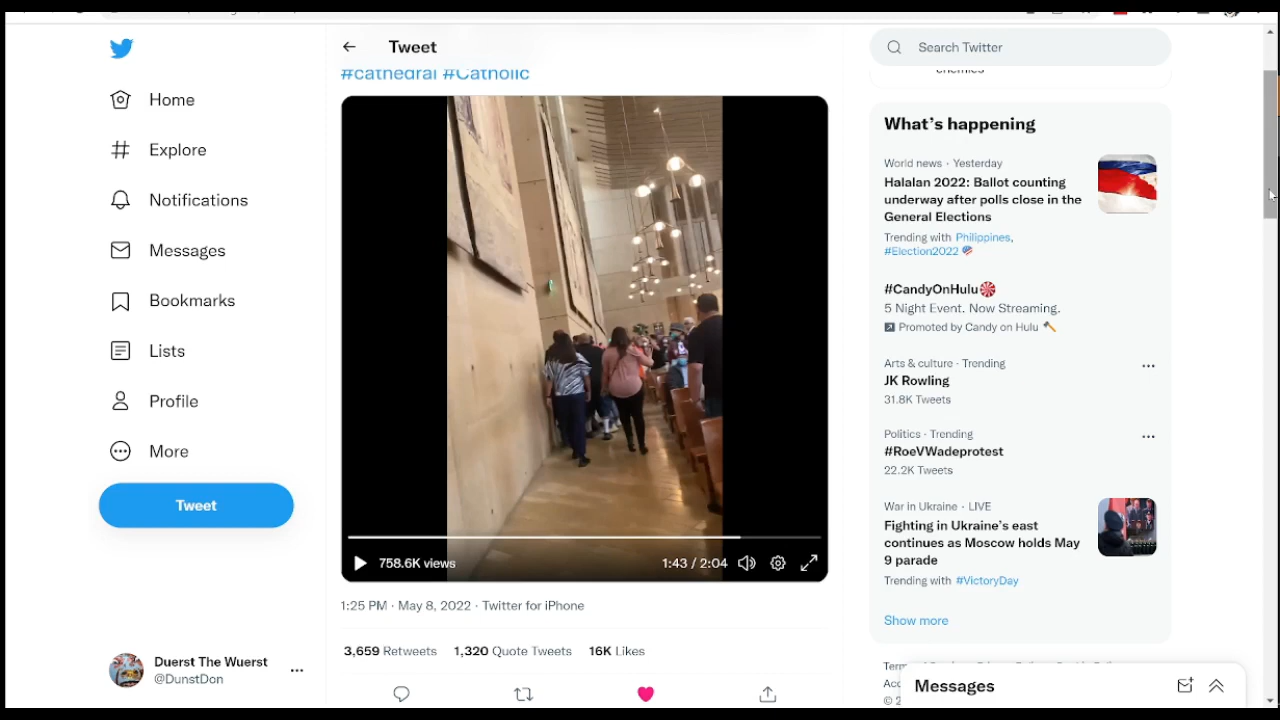 Tweet
Search Twitter
#cathedral #Catholic
enemies
Home
Explore
Notifications
Messages
Bookmarks
Lists
Profile
More
Tweet
Duerst The Wuerst
@DunstDon
758.6K views
1:43 / 2:04
1:25 PM · May 8, 2022 · Twitter for iPhone
3,659 Retweets 1,320 Quote Tweets 16K Likes
What's happening
World news · Yesterday
Halalan 2022: Ballot counting
underway after polls close in the
General Elections
Trending with Philippines,
#Election2022
#CandyOnHulu
5 Night Event. Now Streaming.
Promoted by Candy on Hulu
Arts & culture · Trending
JK Rowling
31.8K Tweets
Politics · Trending
#RoeVWadeprotest
22.2K Tweets
War in Ukraine · LIVE
Fighting in Ukraine's east
continues as Moscow holds May
9 parade
Trending with #VictoryDay
Show more
Messages